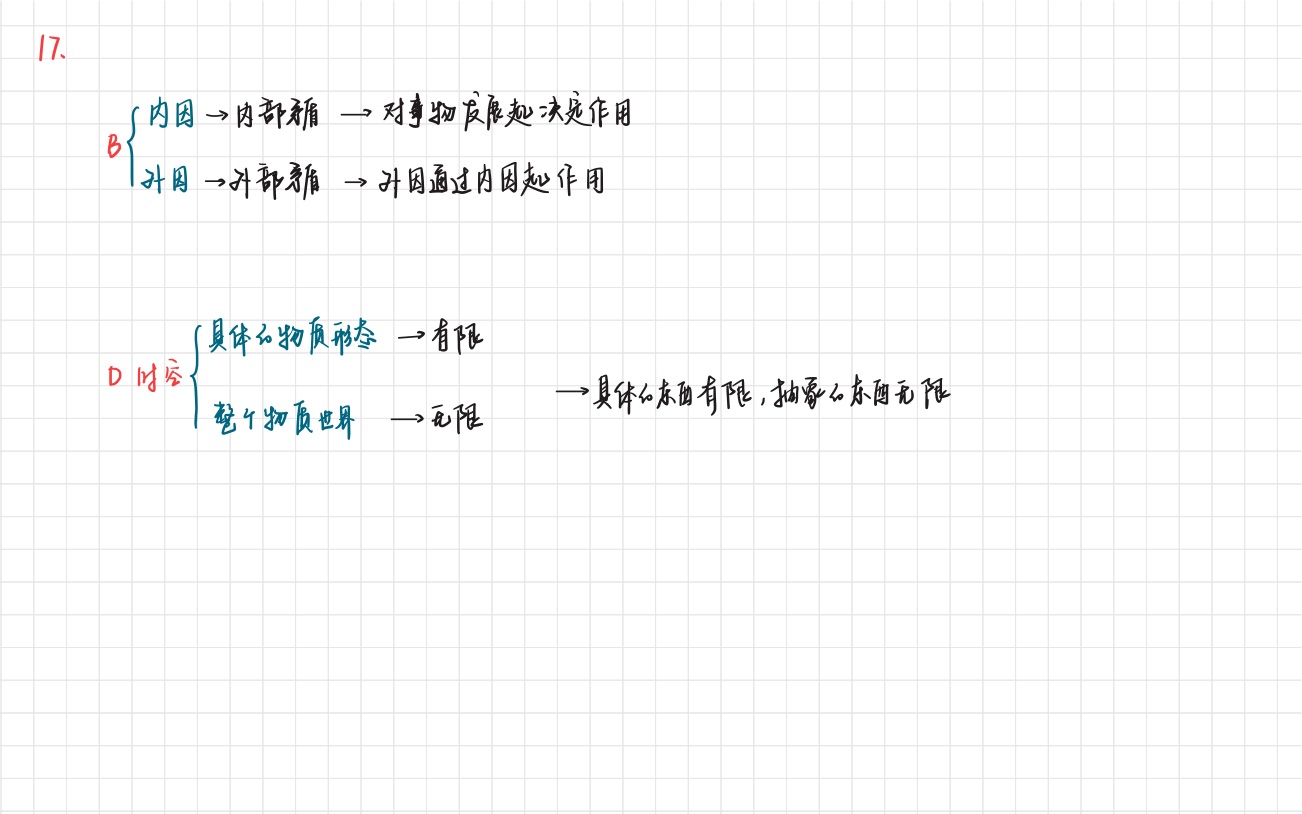 17.
B { 内因 → 内部矛盾 → 对事物发展起决定作用
外因 → 外部矛盾 → 外因通过内因起作用
D 时空 { 具体的物质形态 → 有限
整个物质世界 → 无限
→ 具体的东西有限,抽象的东西无限